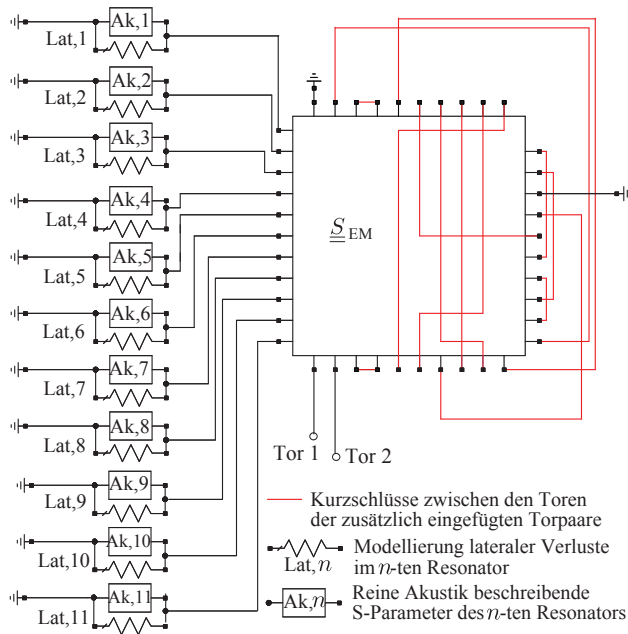 Ak,1
Lat,1
Ak,2
Lat,2
Ak,3
Lat,3
Ak,4
Lat,4
Ak,5
Lat,5
Ak,6
Lat,6
Ak,7
Lat,7
Ak,8
Lat,8
Ak,9
Lat,9
Ak,10
Lat,10
Ak,11
Lat,11
S EM
Tor 1
Tor 2
Kurzschlüsse zwischen den Toren
der zusätzlich eingefügten Torpaare
Lat,n
Modellierung lateraler Verluste
im n-ten Resonator
Ak,n
Reine Akustik beschreibende
S-Parameter des n-ten Resonators